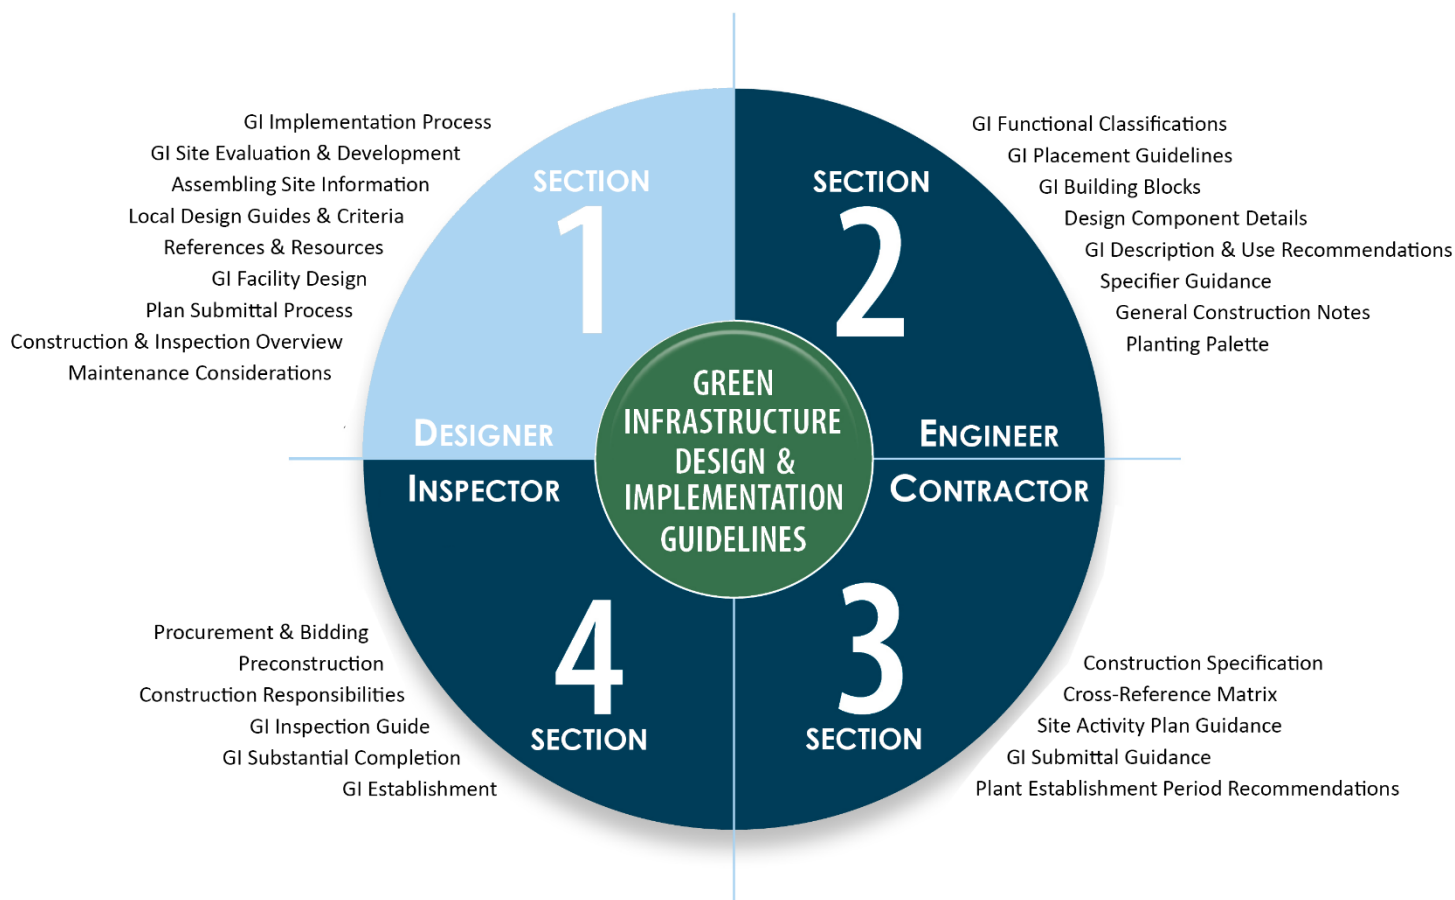 GI Implementation Process
GI Site Evaluation & Development
Assembling Site Information
Local Design Guides & Criteria
References & Resources
GI Facility Design
Plan Submittal Process
Construction & Inspection Overview
Maintenance Considerations
SECTION
1
DESIGNER
SECTION
2
ENGINEER
GI Functional Classifications
GI Placement Guidelines
GI Building Blocks
Design Component Details
GI Description & Use Recommendations
Specifier Guidance
General Construction Notes
Planting Palette
GREEN
INFRASTRUCTURE
DESIGN &
IMPLEMENTATION
GUIDELINES
INSPECTOR
4
SECTION
Procurement & Bidding
Preconstruction
Construction Responsibilities
GI Inspection Guide
GI Substantial Completion
GI Establishment
CONTRACTOR
3
SECTION
Construction Specification
Cross-Reference Matrix
Site Activity Plan Guidance
GI Submittal Guidance
Plant Establishment Period Recommendations